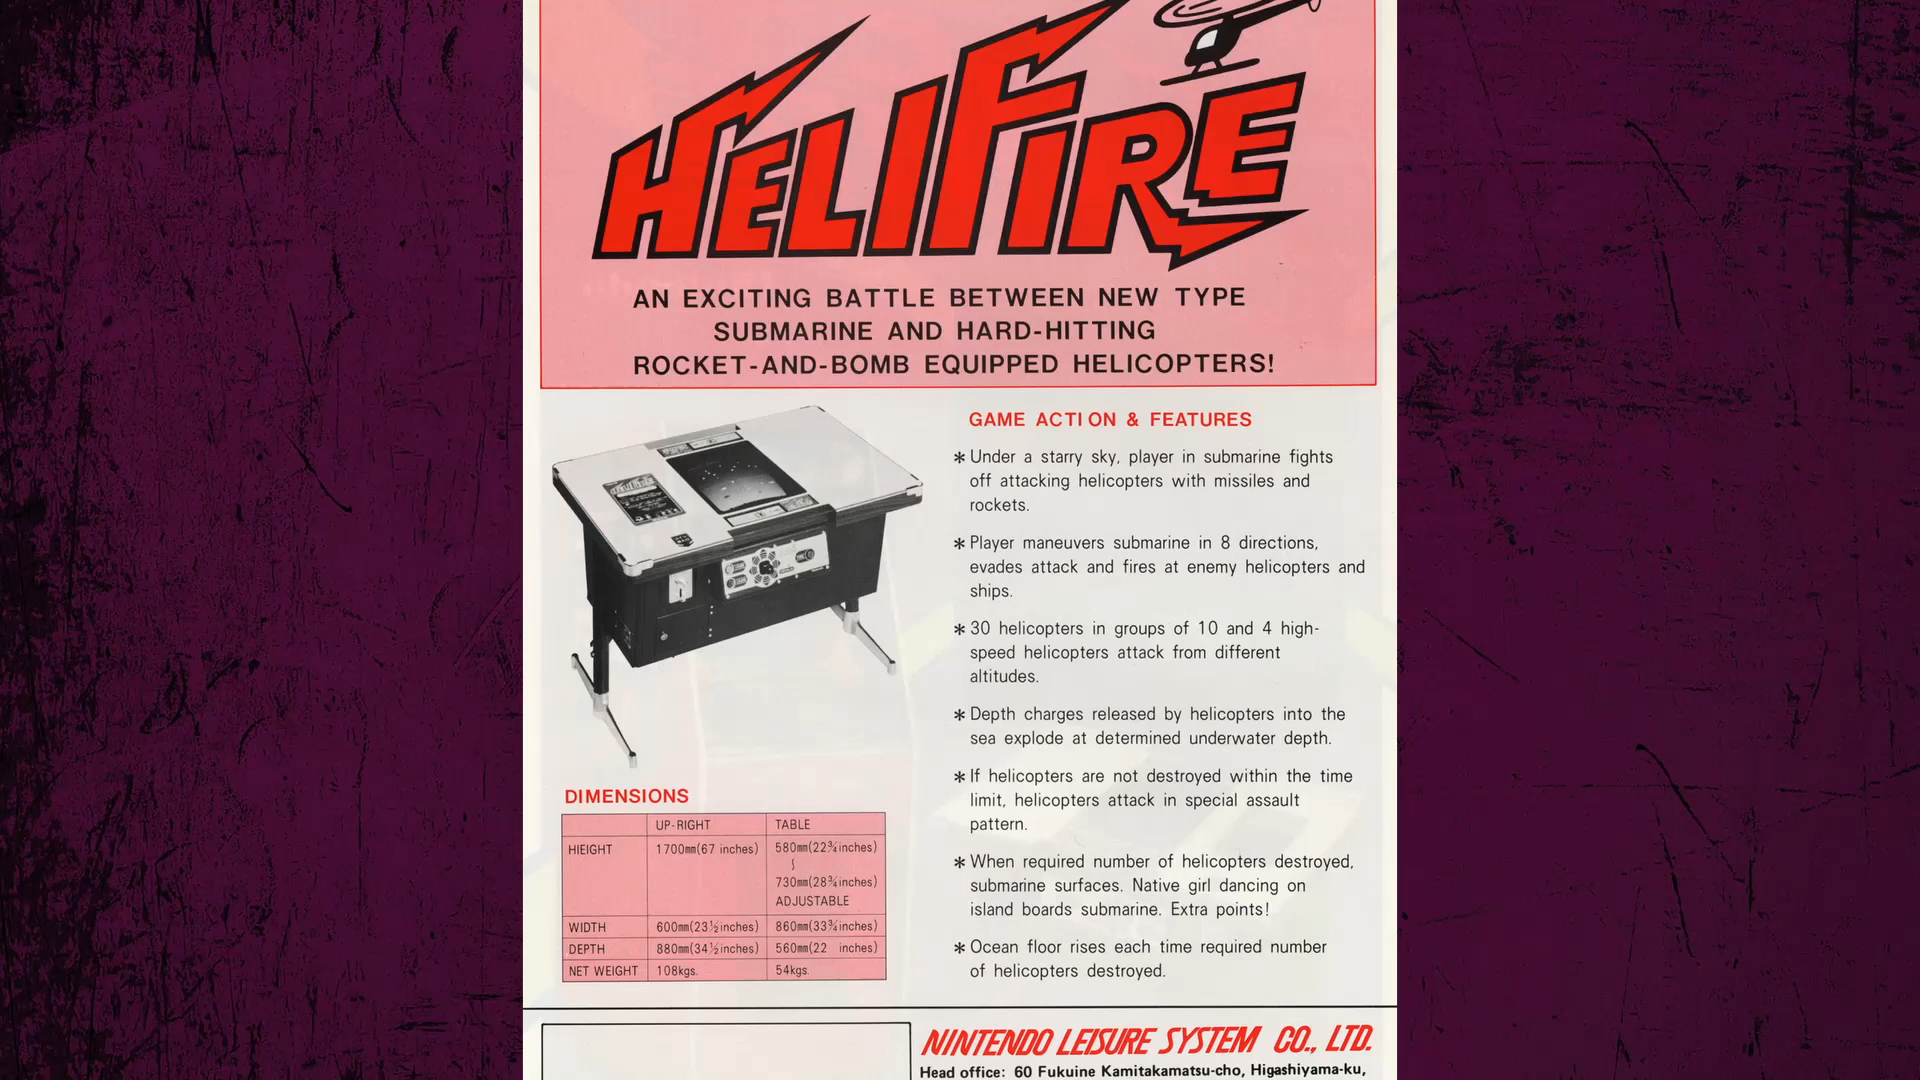 HELIFIRE
AN EXCITING BATTLE BETWEEN NEW TYPE
SUBMARINE AND HARD-HITTING
ROCKET-AND-BOMB EQUIPPED HELICOPTERS!
GAME ACTION & FEATURES
* Under a starry sky, player in submarine fights
off attacking helicopters with missiles and
rockets.
* Player maneuvers submarine in 8 directions,
evades attack and fires at enemy helicopters and
ships.
* 30 helicopters in groups of 10 and 4 high-
speed helicopters attack from different
altitudes.
* Depth charges released by helicopters into the
sea explode at determined underwater depth.
* If helicopters are not destroyed within the time
limit, helicopters attack in special assault
pattern.
* When required number of helicopters destroyed,
submarine surfaces. Native girl dancing on
island boards submarine. Extra points!
* Ocean floor rises each time required number
of helicopters destroyed.
DIMENSIONS
UP-RIGHT TABLE
HIEIGHT 1700mm(67 inches) 580mm(22¾inches)
⌇
730mm(28¾inches)
ADJUSTABLE
WIDTH 600mm(23½inches) 860mm(33¾inches)
DEPTH 880mm(34½inches) 560mm(22 inches)
NET WEIGHT 108kgs. 54kgs.
NINTENDO LEISURE SYSTEM CO., LTD.
Head office: 60 Fukuine Kamitakamatsu-cho, Higashiyama-ku,